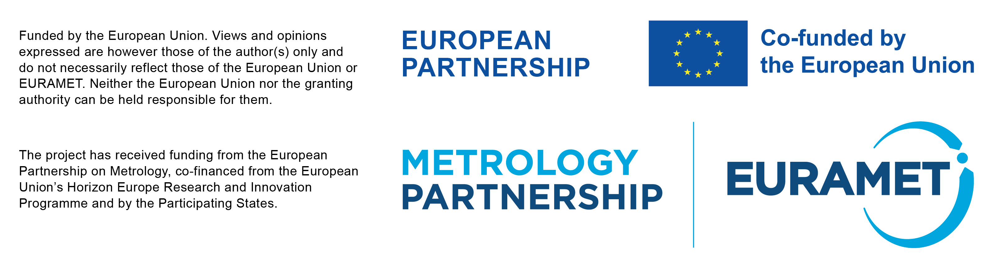 Funded by the European Union. Views and opinions
expressed are however those of the author(s) only and
do not necessarily reflect those of the European Union or
EURAMET. Neither the European Union nor the granting
authority can be held responsible for them.
EUROPEAN
PARTNERSHIP
Co-funded by
the European Union
The project has received funding from the European
Partnership on Metrology, co-financed from the European
Union’s Horizon Europe Research and Innovation
Programme and by the Participating States.
METROLOGY
PARTNERSHIP
EURAMET